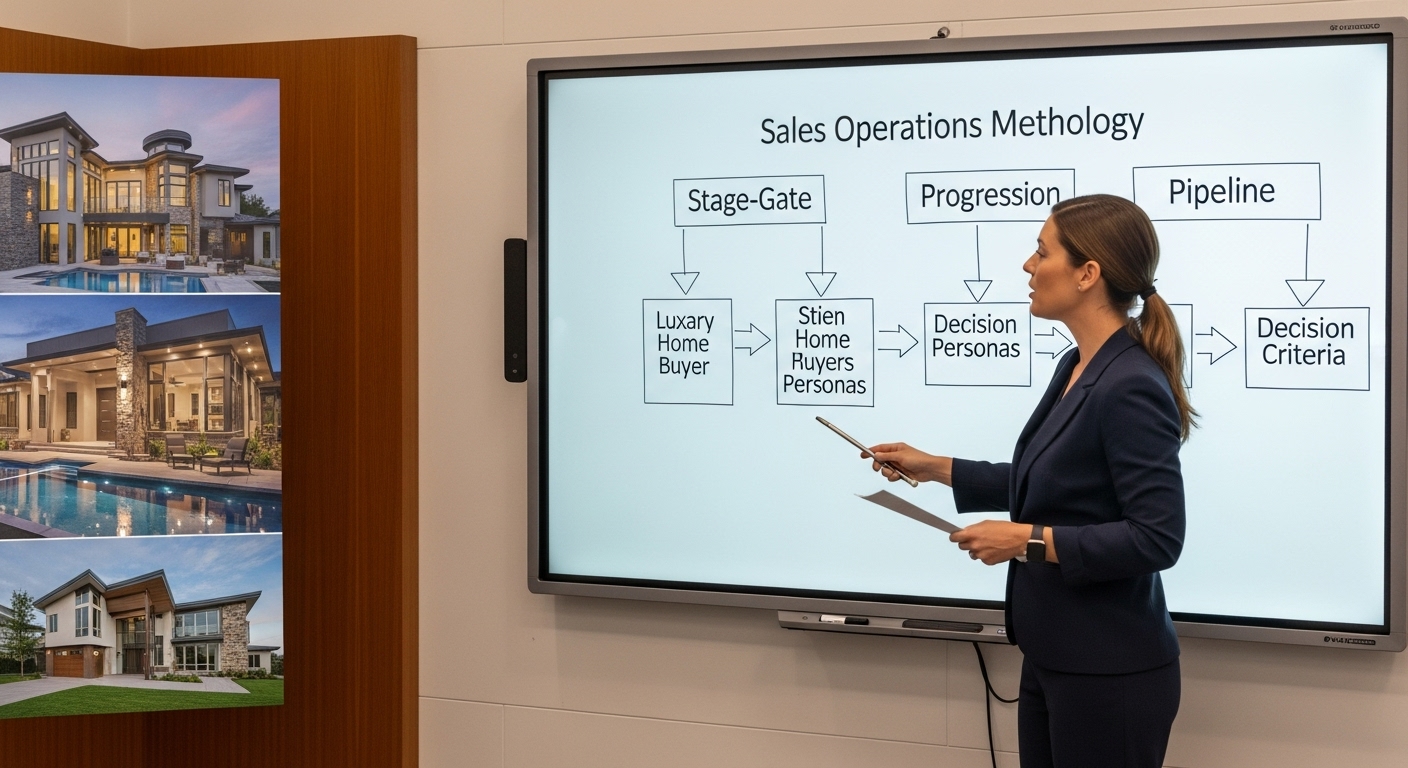 Sales Operations Methology
Stage-Gate
Progression
Pipeline
Luxary
Home
Buyer
Stien
Home
Ruyers
Personas
Decision
Personas
Decision
Criteria